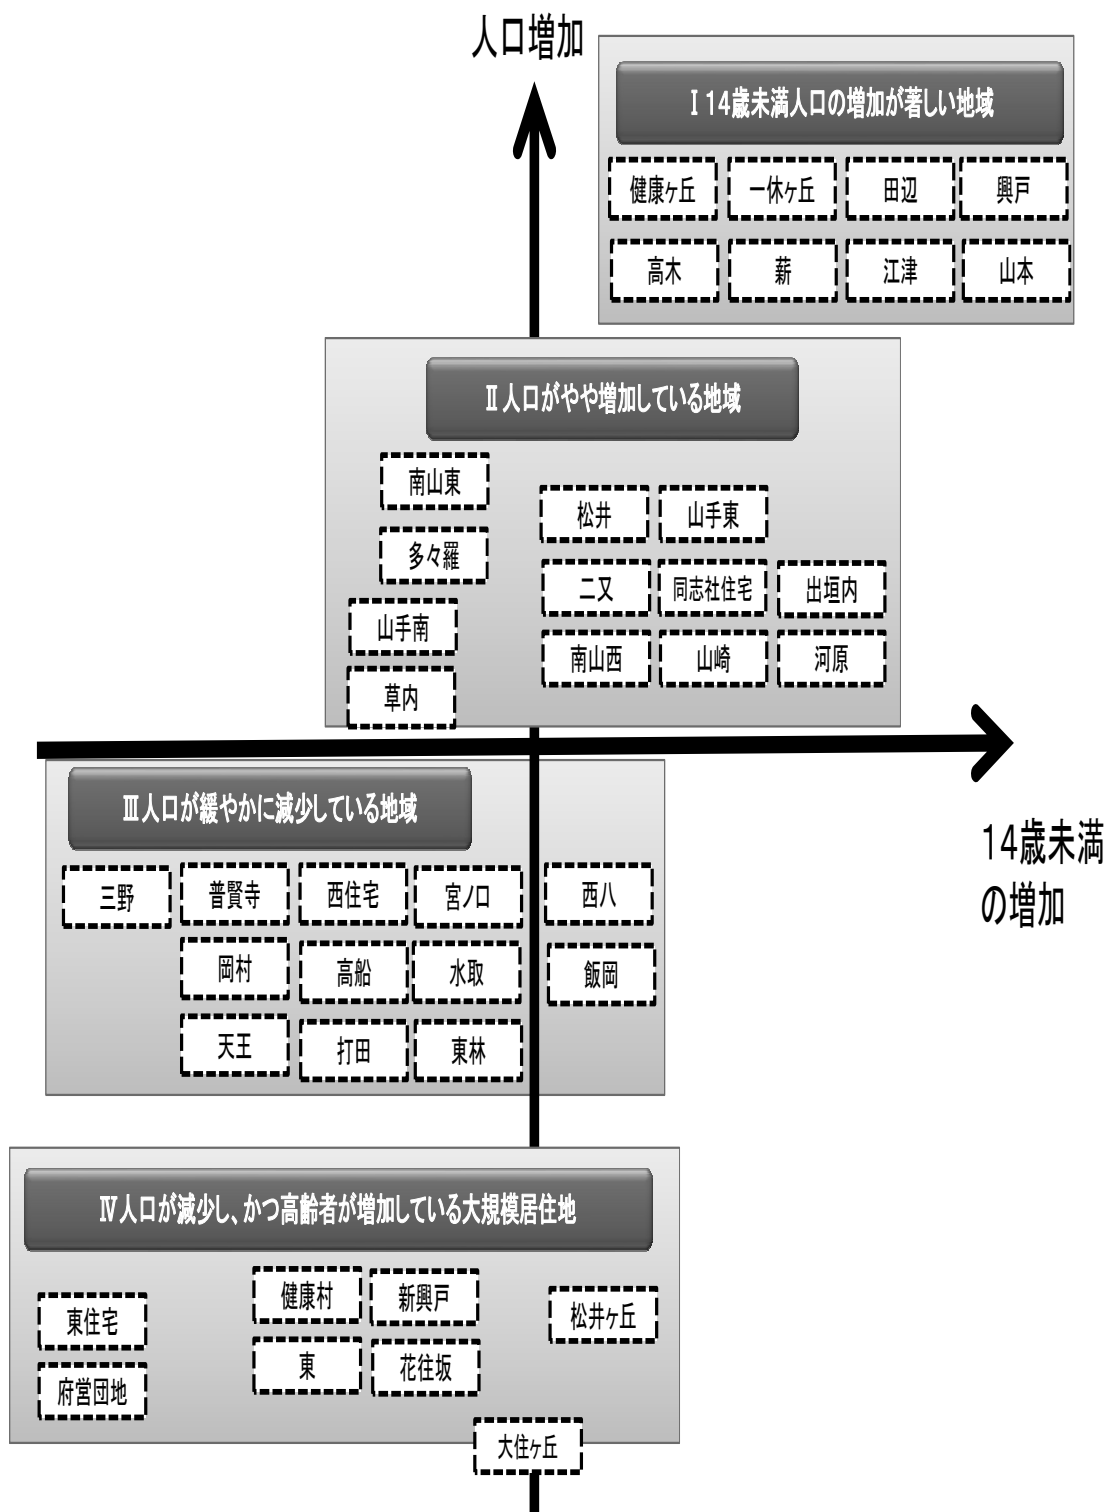 人口増加
Ⅰ 14歳未満人口の増加が著しい地域
健康ヶ丘
一休ヶ丘
田辺
興戸
高木
薪
江津
山本
Ⅱ 人口がやや増加している地域
南山東
松井
山手東
多々羅
二又
同志社住宅
出垣内
山手南
南山西
山崎
河原
草内
Ⅲ 人口が緩やかに減少している地域
14歳未満
の増加
三野
普賢寺
西住宅
宮ノ口
西八
岡村
高船
水取
飯岡
天王
打田
東林
Ⅳ 人口が減少し、かつ高齢者が増加している大規模居住地
東住宅
健康村
新興戸
松井ヶ丘
府営団地
東
花往坂
大住ヶ丘